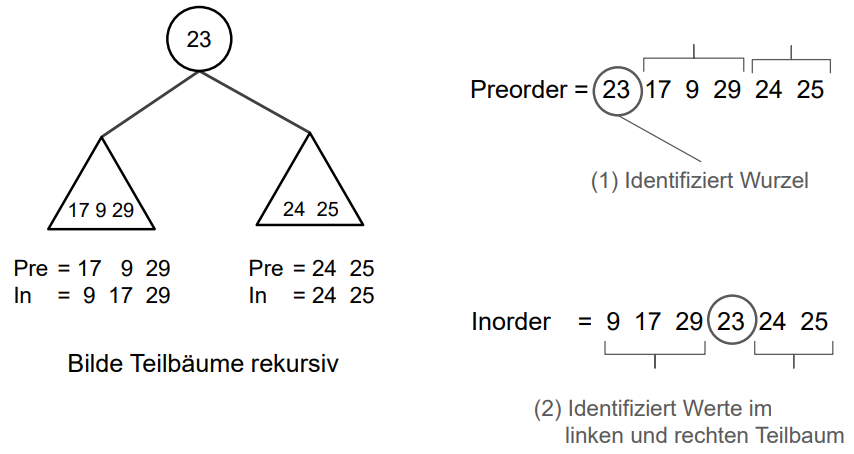 23
17 9 29
24 25
Pre = 17 9 29
In = 9 17 29
Pre = 24 25
In = 24 25
Bilde Teilbäume rekursiv
Preorder = 23 17 9 29 24 25
(1) Identifiziert Wurzel
Inorder = 9 17 29 23 24 25
(2) Identifiziert Werte im
linken und rechten Teilbaum